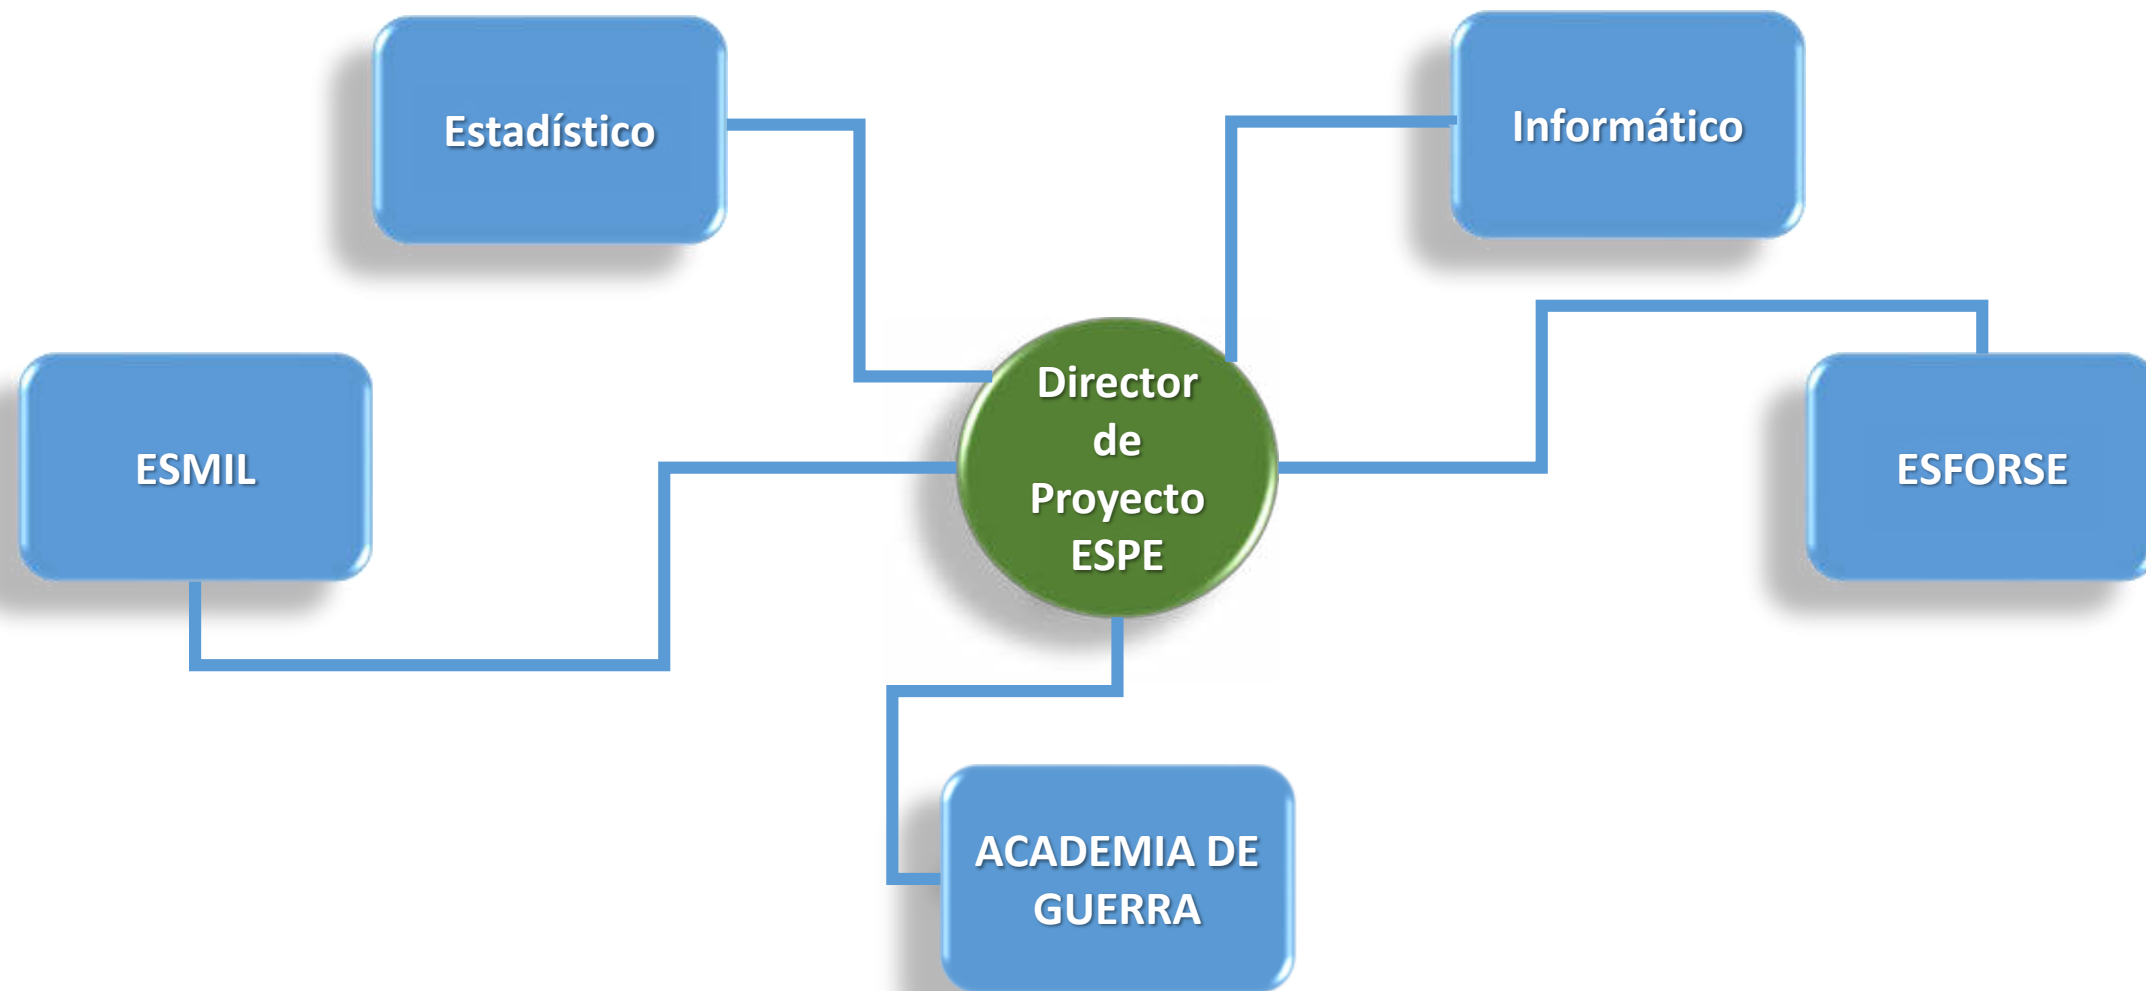 Estadístico
Informático
Director
de
Proyecto
ESPE
ESMIL
ESFORSE
ACADEMIA DE
GUERRA